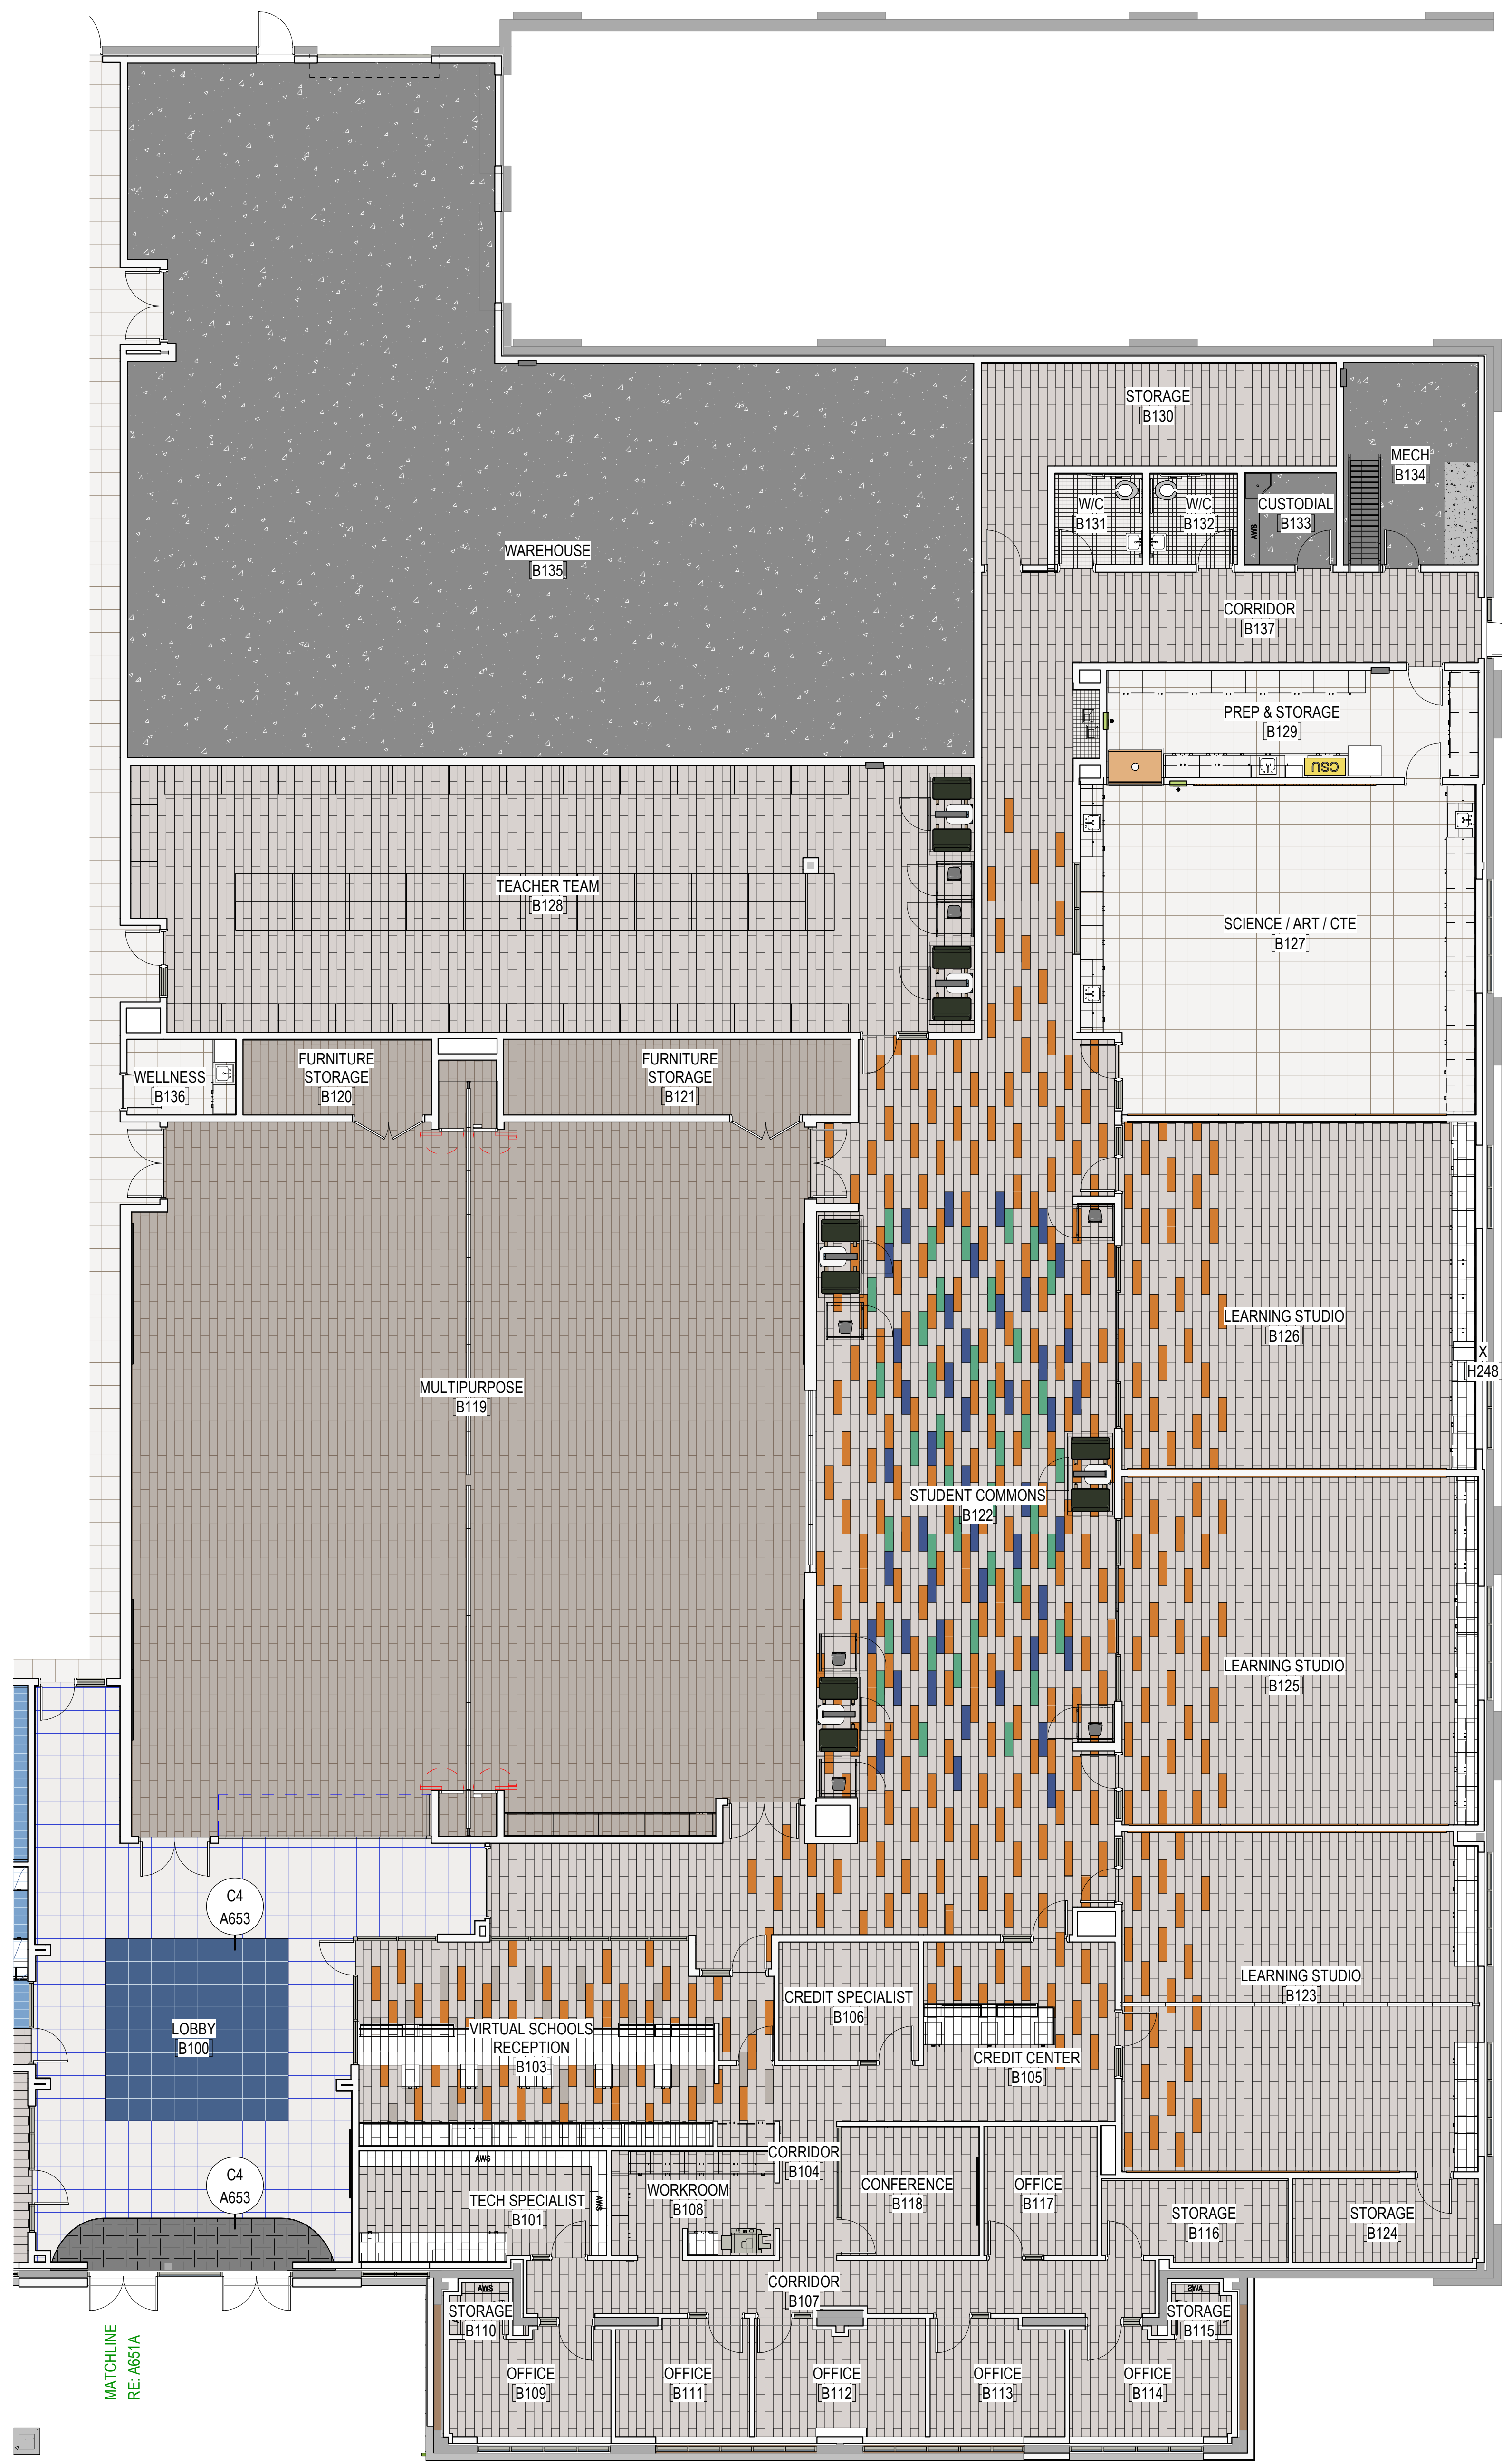 STORAGE
B130
MECH
B134
W/C
B131
W/C
B132
CUSTODIAL
B133
AWS
WAREHOUSE
B135
CORRIDOR
B137
PREP & STORAGE
B129
CSU
TEACHER TEAM
B128
SCIENCE / ART / CTE
B127
FURNITURE
STORAGE
B120
FURNITURE
STORAGE
B121
WELLNESS
B136
LEARNING STUDIO
B126
X
H248
MULTIPURPOSE
B119
STUDENT COMMONS
B122
LEARNING STUDIO
B125
C4
A653
LEARNING STUDIO
B123
CREDIT SPECIALIST
B106
LOBBY
B100
VIRTUAL SCHOOLS
RECEPTION
B103
CREDIT CENTER
B105
CORRIDOR
B104
AWS
C4
A653
TECH SPECIALIST
B101
AWS
WORKROOM
B108
CONFERENCE
B118
OFFICE
B117
STORAGE
B116
STORAGE
B124
CORRIDOR
B107
AWS
STORAGE
B110
AWS
STORAGE
B115
MATCHLINE
RE: A651A
OFFICE
B109
OFFICE
B111
OFFICE
B112
OFFICE
B113
OFFICE
B114